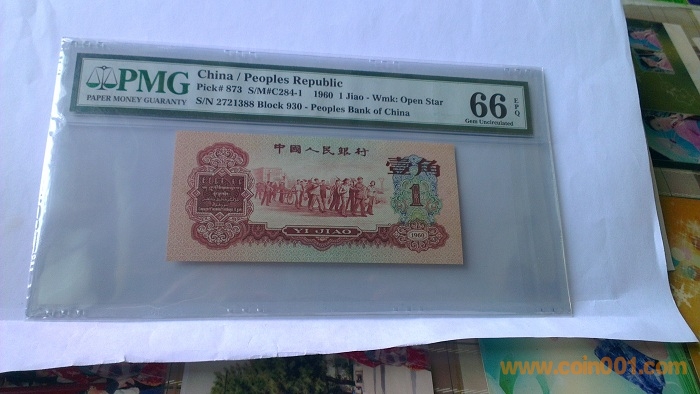 PMG
PAPER MONEY GUARANTY
China / Peoples Republic
Pick# 873 S/M#C284-1 1960 1 Jiao - Wmk: Open Star
S/N 2721388 Block 930 - Peoples Bank of China
66 EPQ
Gem Uncirculated
中國人民銀行
壹角
1
YI JIAO
1960
www.coin001.com